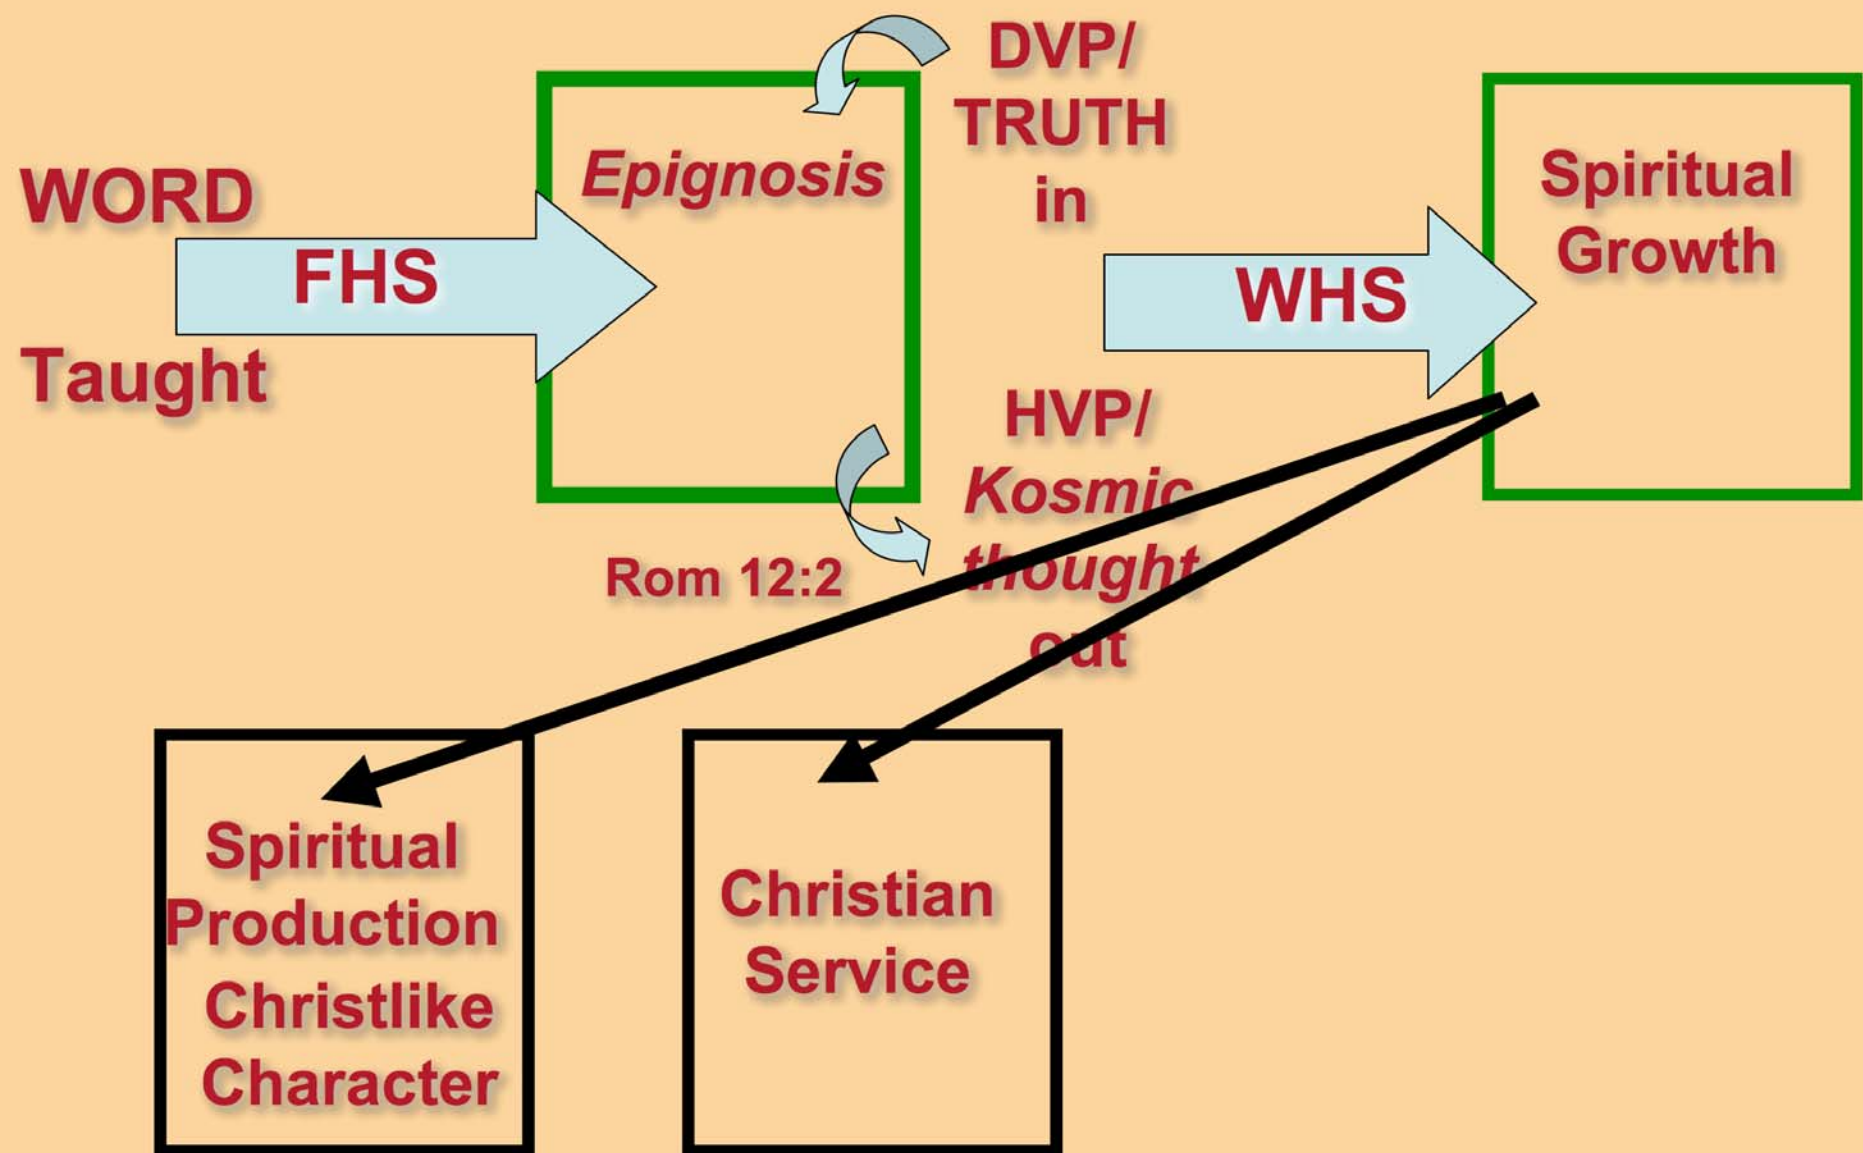 WORD
Taught
FHS
Epignosis
DVP/
TRUTH
in
HVP/
Kosmic
thought
out
Rom 12:2
WHS
Spiritual
Growth
Spiritual
Production
Christlike
Character
Christian
Service